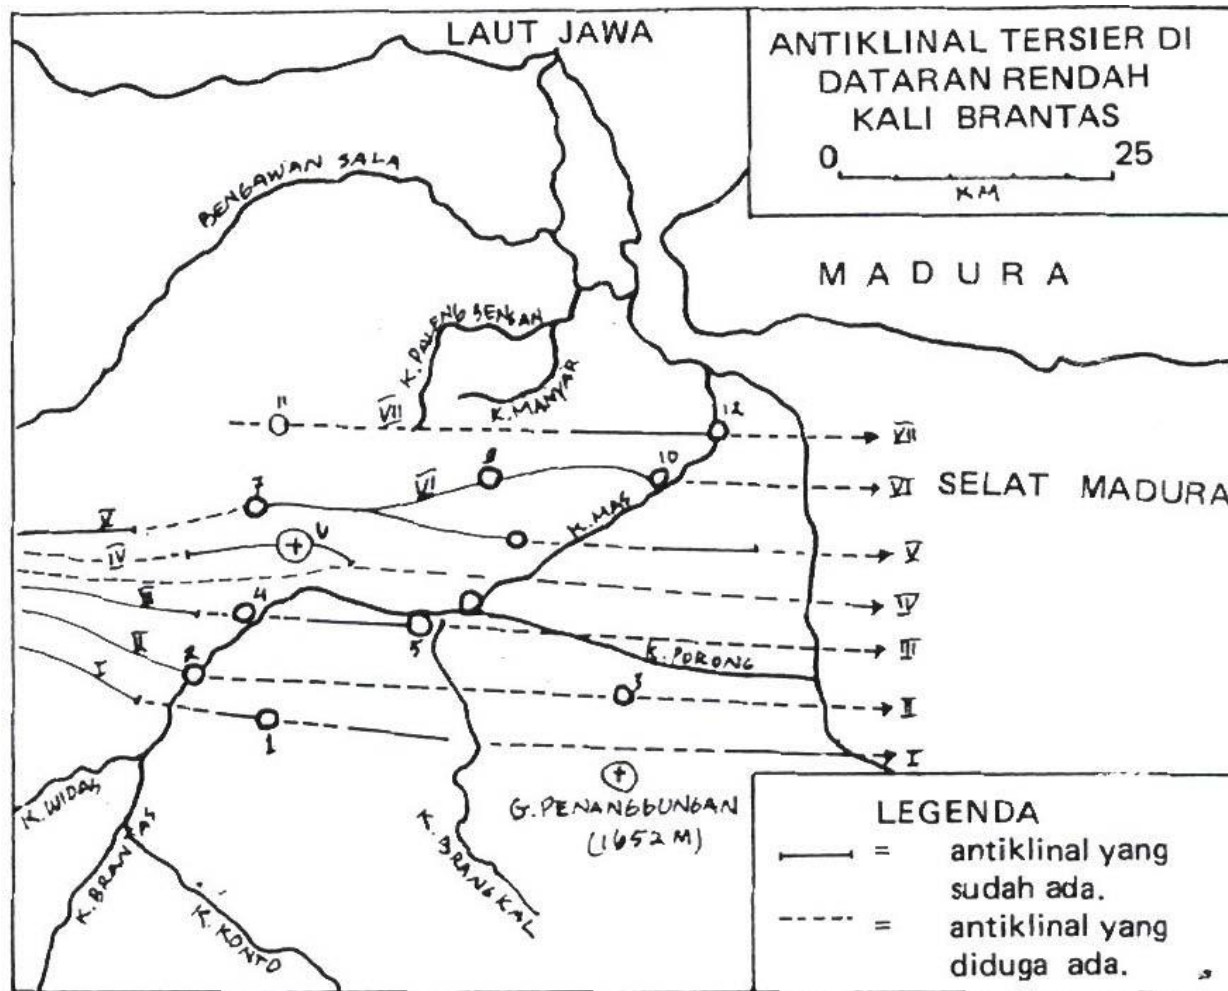 LAUT JAWA
ANTIKLINAL TERSIER DI
DATARAN RENDAH
KALI BRANTAS
0 25
KM
BENGAWAN SALA
MADURA
K. PALENG BENGAN
K. MANYAR
11
VII
12
VII
7
VI
8
10
VI
SELAT MADURA
V
IV
6
K. MAS
V
III
4
IV
II
2
5
III
I
K. PORONG
3
II
1
I
K. WIDAS
G. PENANGGUNGAN
(1652 M)
K. BRANTAS
K. BRANGKAL
K. KONTO
LEGENDA
= antiklinal yang
sudah ada.
= antiklinal yang
diduga ada.